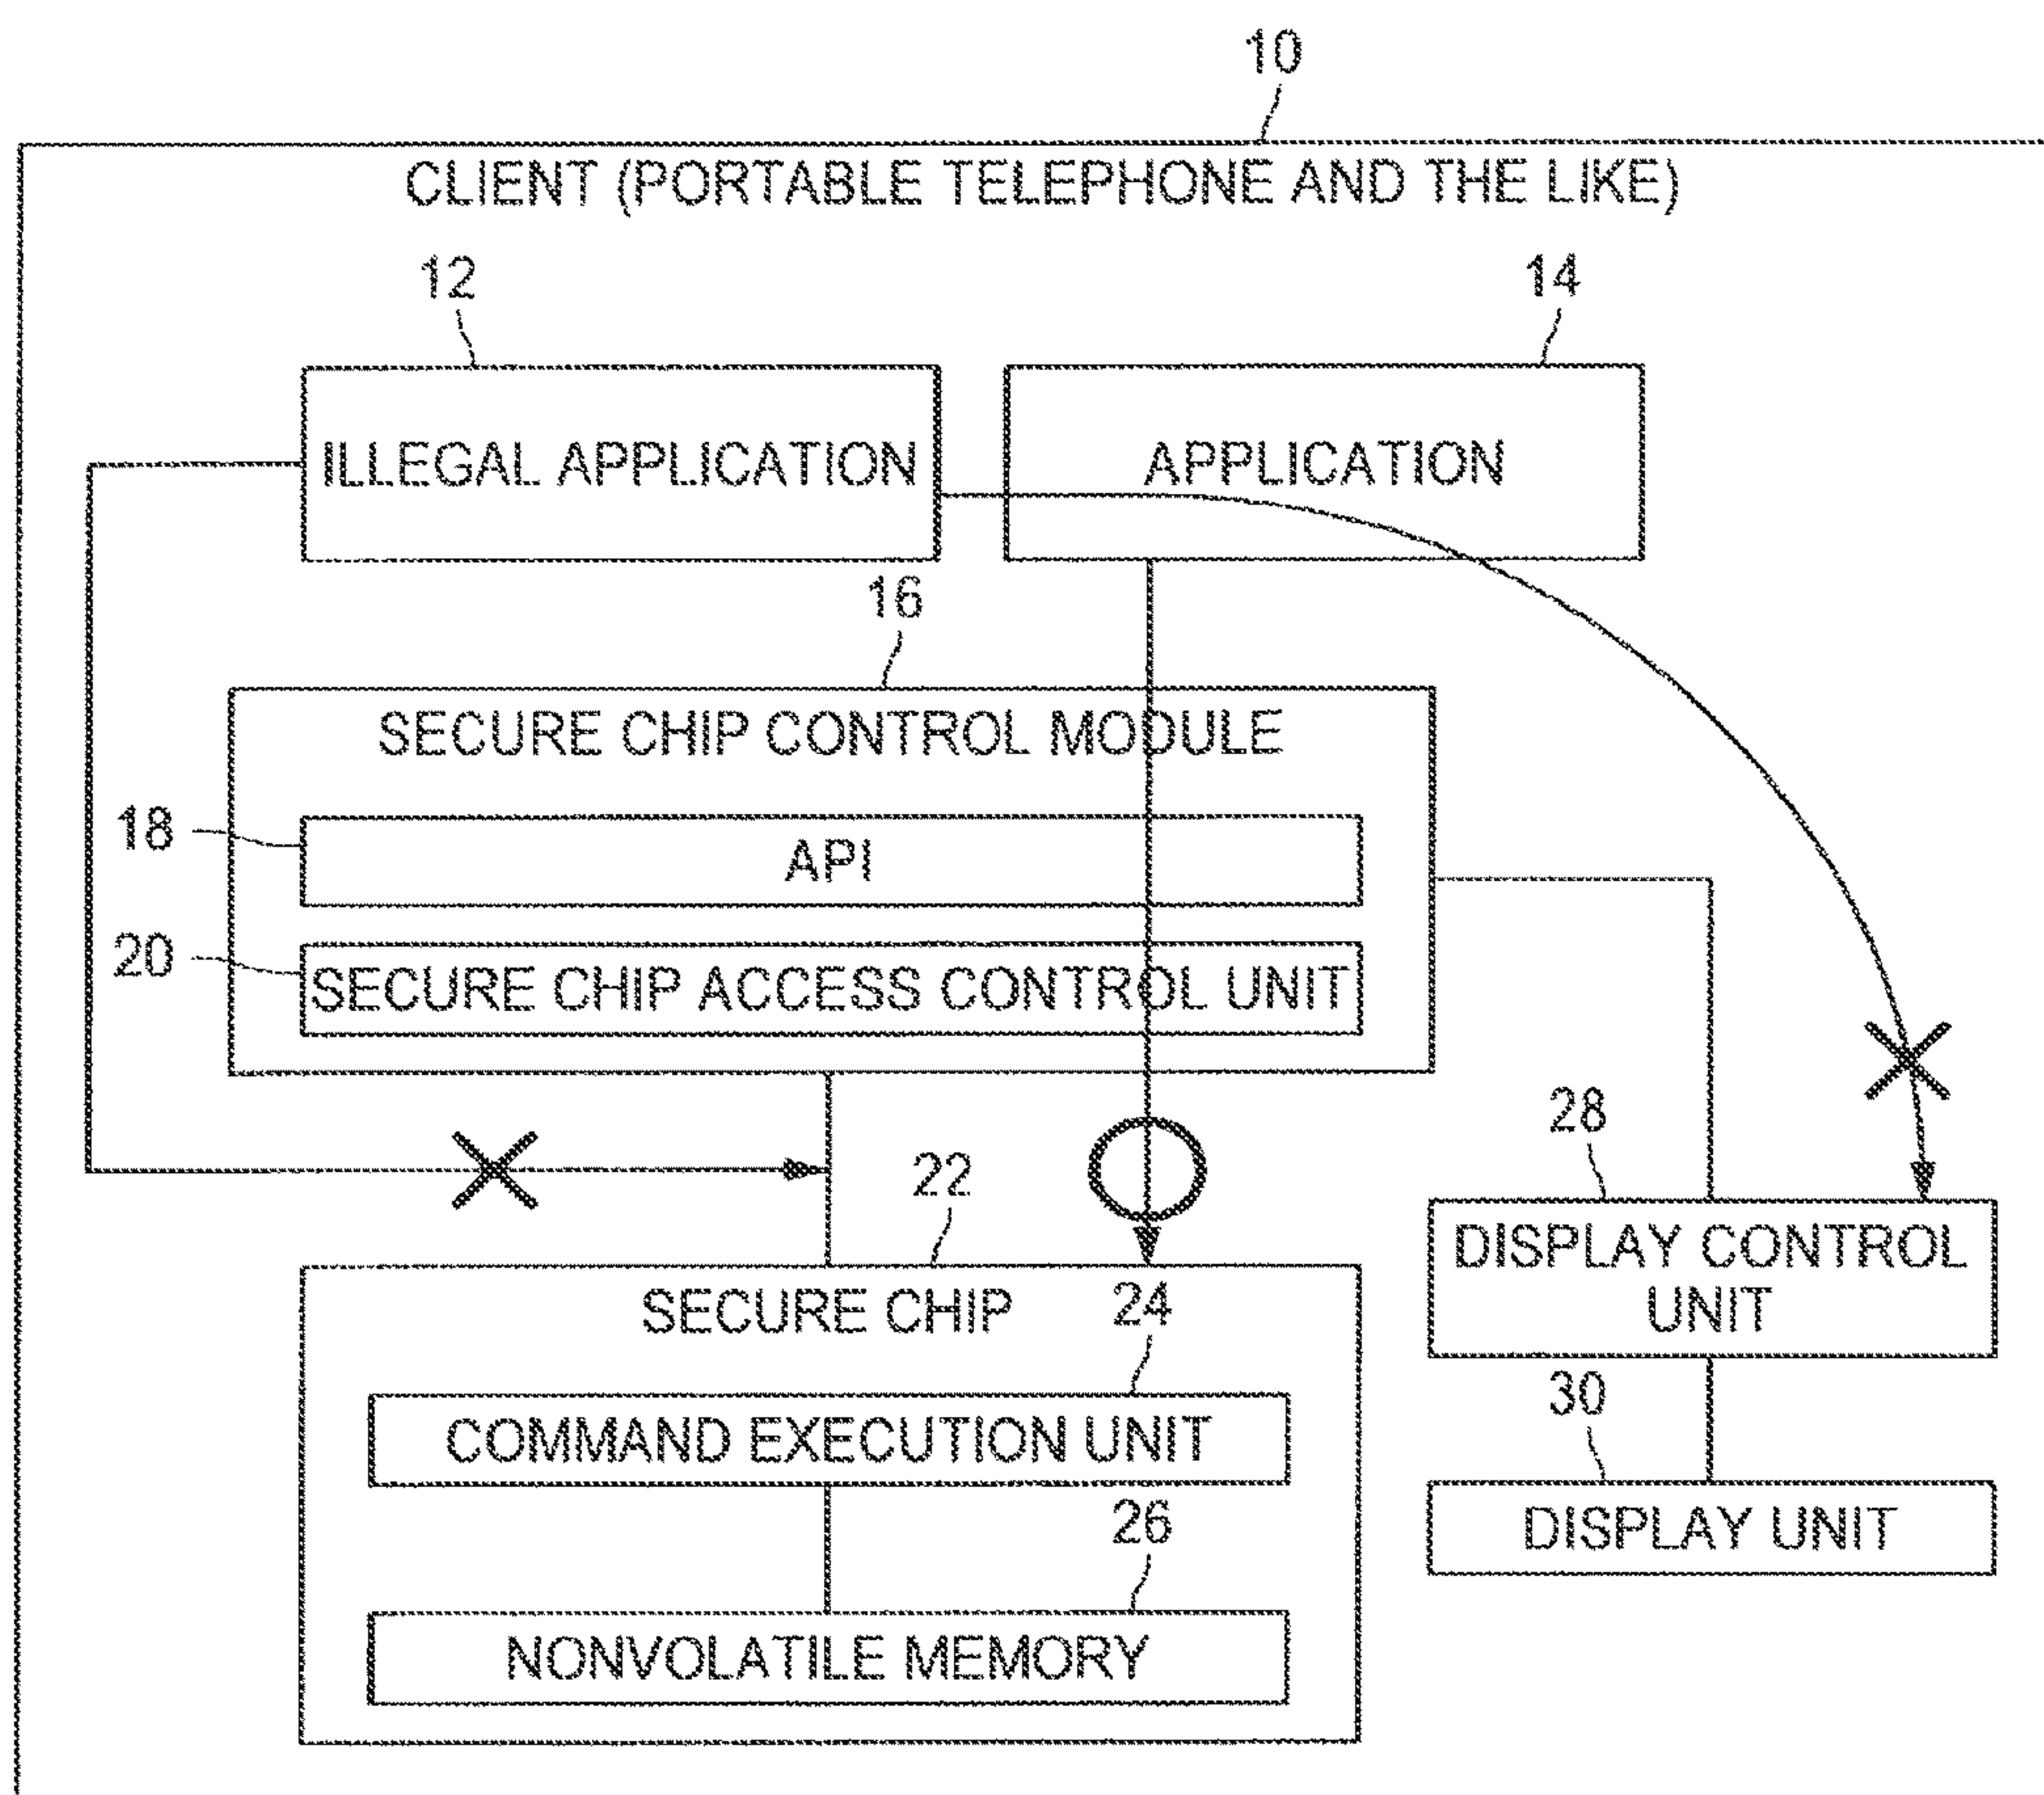 10
CLIENT (PORTABLE TELEPHONE AND THE LIKE)
12
14
ILLEGAL APPLICATION
APPLICATION
16
SECURE CHIP CONTROL MODULE
18
API
20
SECURE CHIP ACCESS CONTROL UNIT
22
28
SECURE CHIP
24
DISPLAY CONTROL
UNIT
COMMAND EXECUTION UNIT
30
26
DISPLAY UNIT
NONVOLATILE MEMORY